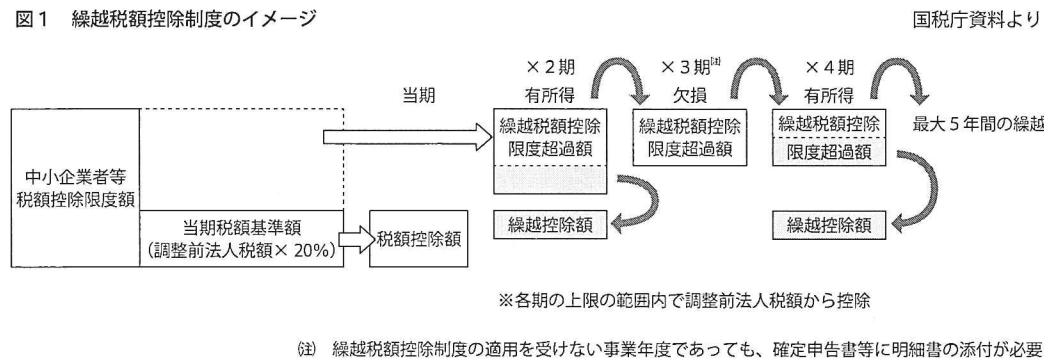 図1 繰越税額控除制度のイメージ
国税庁資料より
当期
×2期
有所得
×3期㊟
欠損
×4期
有所得
繰越税額控除
限度超過額
繰越税額控除
限度超過額
繰越税額控除
限度超過額
最大5年間の繰越
中小企業者等
税額控除限度額
当期税額基準額
(調整前法人税額×20%)
税額控除額
繰越控除額
繰越控除額
※各期の上限の範囲内で調整前法人税額から控除
㊟ 繰越税額控除制度の適用を受けない事業年度であっても、確定申告書等に明細書の添付が必要